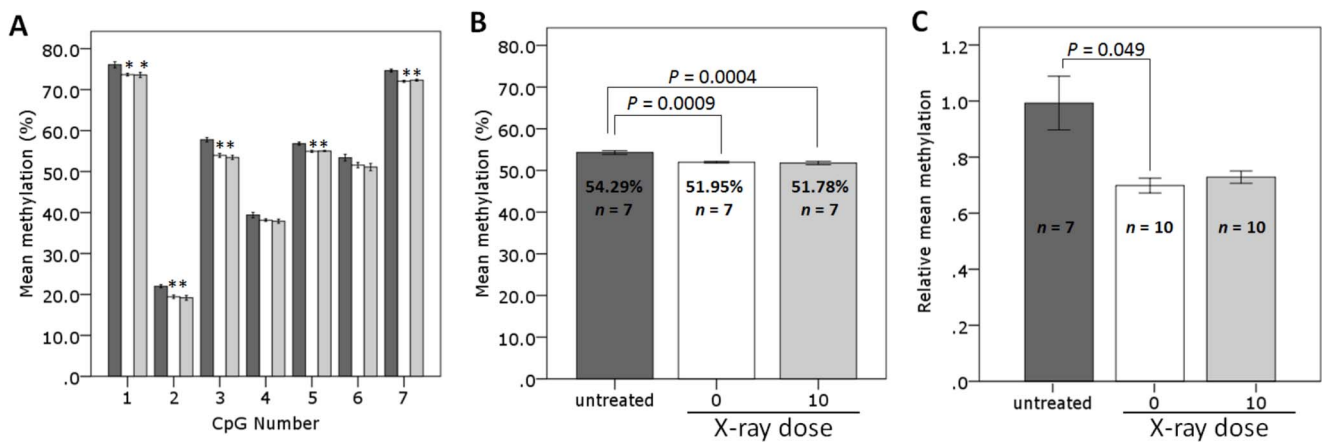 A
Mean methylation (%)
80.0
70.0
60.0
50.0
40.0
30.0
20.0
10.0
.0
* *
**
**
**
**
1 2 3 4 5 6 7
CpG Number
B
Mean methylation (%)
80.0
70.0
60.0
50.0
40.0
30.0
20.0
10.0
.0
P = 0.0004
P = 0.0009
54.29% 51.95% 51.78%
n = 7 n = 7 n = 7
untreated 0 10
X-ray dose
C
Relative mean methylation
1.2
1.0
.8
.6
.4
.2
.0
P = 0.049
n = 7 n = 10 n = 10
untreated 0 10
X-ray dose